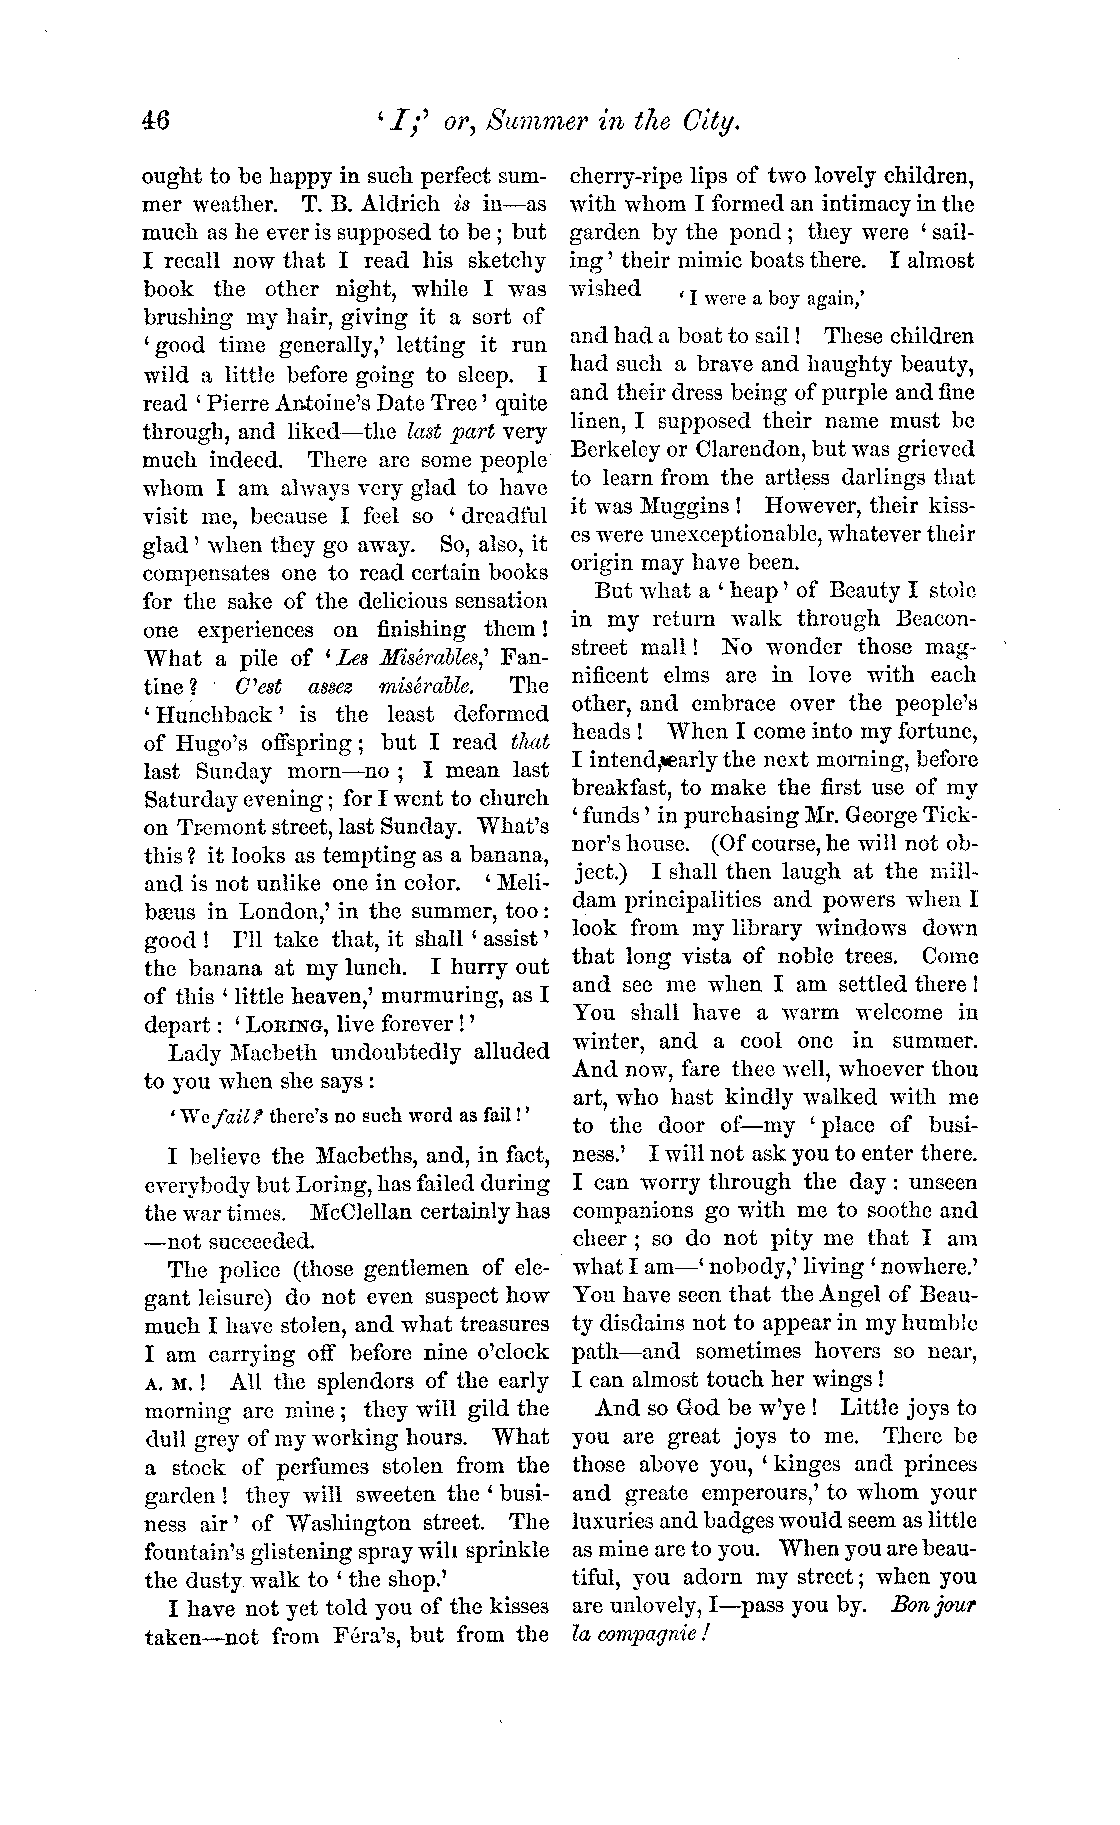 46
' I;' or, Summer in the City.
ought to be happy in such perfect sum-
mer weather. T. B. Aldrich is in—as
much as he ever is supposed to be; but
I recall now that I read his sketchy
book the other night, while I was
brushing my hair, giving it a sort of
'good time generally,' letting it run
wild a little before going to sleep. I
read 'Pierre Antoine's Date Tree' quite
through, and liked—the last part very
much indeed. There are some people
whom I am always very glad to have
visit me, because I feel so 'dreadful
glad' when they go away. So, also, it
compensates one to read certain books
for the sake of the delicious sensation
one experiences on finishing them!
What a pile of 'Les Misérables,' Fan-
tine? C'est assez misérable. The
'Hunchback' is the least deformed
of Hugo's offspring; but I read that
last Sunday morn—no; I mean last
Saturday evening; for I went to church
on Tremont street, last Sunday. What's
this? it looks as tempting as a banana,
and is not unlike one in color. 'Meli-
bæus in London,' in the summer, too:
good! I'll take that, it shall 'assist'
the banana at my lunch. I hurry out
of this 'little heaven,' murmuring, as I
depart: 'LORING, live forever!'
Lady Macbeth undoubtedly alluded
to you when she says:
'We fail? there's no such word as fail!'
I believe the Macbeths, and, in fact,
everybody but Loring, has failed during
the war times. McClellan certainly has
—not succeeded.
The police (those gentlemen of ele-
gant leisure) do not even suspect how
much I have stolen, and what treasures
I am carrying off before nine o'clock
A. M.! All the splendors of the early
morning are mine; they will gild the
dull grey of my working hours. What
a stock of perfumes stolen from the
garden! they will sweeten the 'busi-
ness air' of Washington street. The
fountain's glistening spray will sprinkle
the dusty walk to 'the shop.'
I have not yet told you of the kisses
taken—not from Féra's, but from the
cherry-ripe lips of two lovely children,
with whom I formed an intimacy in the
garden by the pond; they were 'sail-
ing' their mimic boats there. I almost
wished
'I were a boy again,'
and had a boat to sail! These children
had such a brave and haughty beauty,
and their dress being of purple and fine
linen, I supposed their name must be
Berkeley or Clarendon, but was grieved
to learn from the artless darlings that
it was Muggins! However, their kiss-
es were unexceptionable, whatever their
origin may have been.
But what a 'heap' of Beauty I stole
in my return walk through Beacon-
street mall! No wonder those mag-
nificent elms are in love with each
other, and embrace over the people's
heads! When I come into my fortune,
I intend, early the next morning, before
breakfast, to make the first use of my
'funds' in purchasing Mr. George Tick-
nor's house. (Of course, he will not ob-
ject.) I shall then laugh at the mill-
dam principalities and powers when I
look from my library windows down
that long vista of noble trees. Come
and see me when I am settled there!
You shall have a warm welcome in
winter, and a cool one in summer.
And now, fare thee well, whoever thou
art, who hast kindly walked with me
to the door of—my 'place of busi-
ness.' I will not ask you to enter there.
I can worry through the day: unseen
companions go with me to soothe and
cheer; so do not pity me that I am
what I am—'nobody,' living 'nowhere.'
You have seen that the Angel of Beau-
ty disdains not to appear in my humble
path—and sometimes hovers so near,
I can almost touch her wings!
And so God be w'ye! Little joys to
you are great joys to me. There be
those above you, 'kinges and princes
and greate emperours,' to whom your
luxuries and badges would seem as little
as mine are to you. When you are beau-
tiful, you adorn my street; when you
are unlovely, I—pass you by. Bon jour
la compagnie!